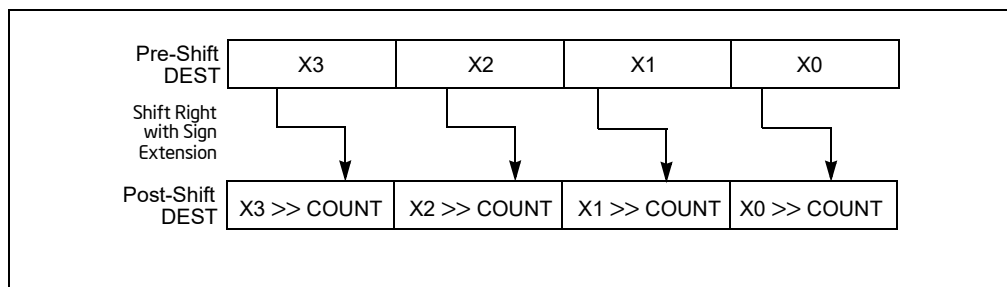 Pre-Shift
DEST
X3 X2 X1 X0
Shift Right
with Sign
Extension
Post-Shift
DEST
X3 >> COUNT X2 >> COUNT X1 >> COUNT X0 >> COUNT